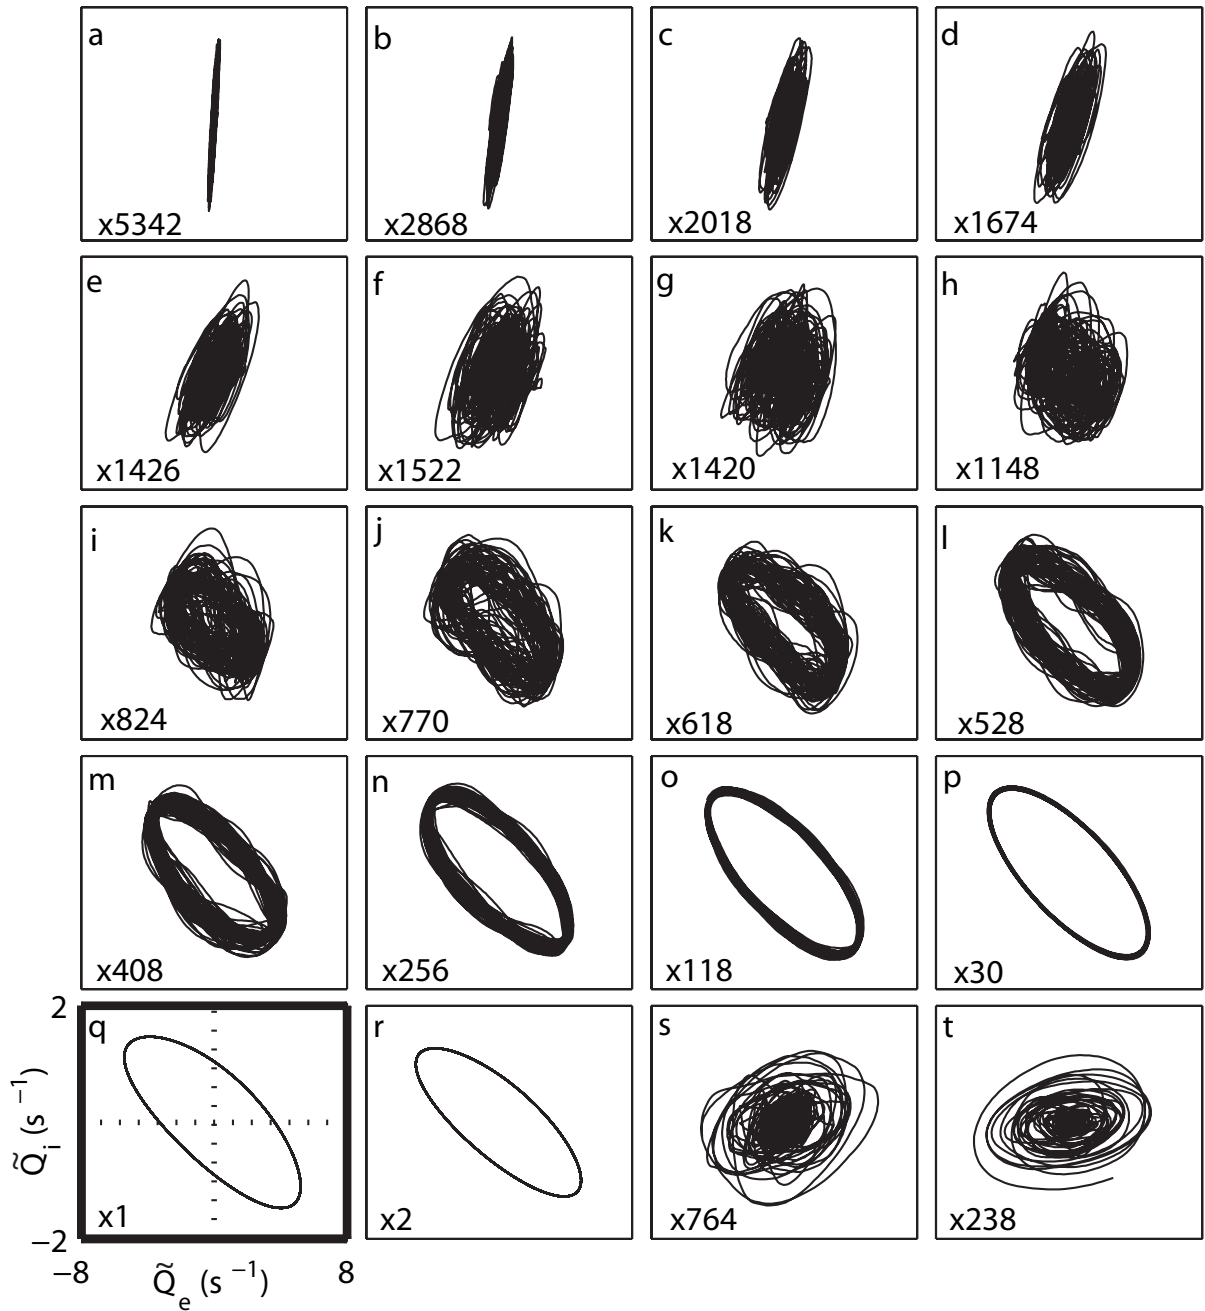 a
b
c
d
x5342
x2868
x2018
x1674
e
f
g
h
x1426
x1522
x1420
x1148
i
j
k
l
x824
x770
x618
x528
m
n
o
p
x408
x256
x118
x30
2
q
r
s
t
Q̃i (s⁻¹)
x1
x2
x764
x238
−2
−8
Q̃e (s⁻¹)
8